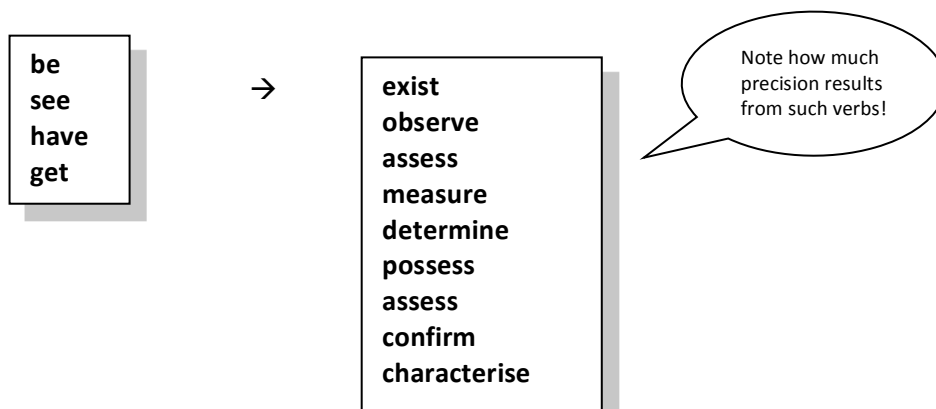 be
see
have
get
→
exist
observe
assess
measure
determine
possess
assess
confirm
characterise
Note how much
precision results
from such verbs!